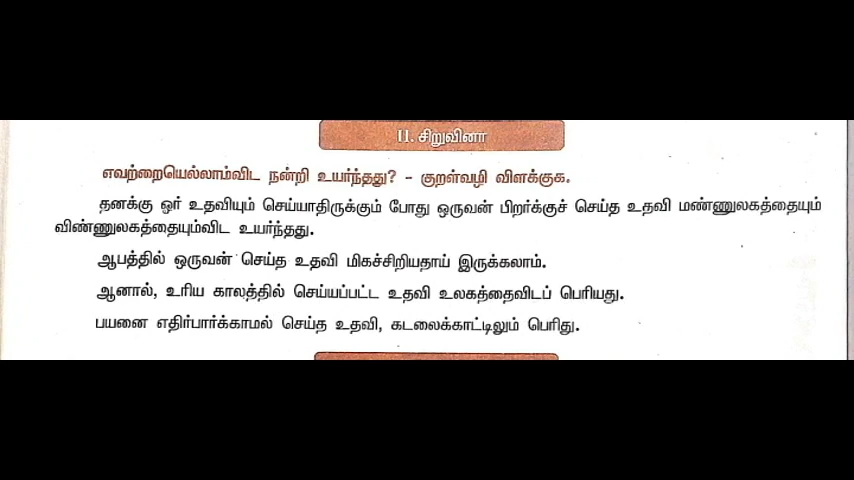 II. சிறுவினா
எவற்றையெல்லாம்விட நன்றி உயர்ந்தது? - குறள்வழி விளக்குக.
தனக்கு ஓர் உதவியும் செய்யாதிருக்கும் போது ஒருவன் பிறர்க்குச் செய்த உதவி மண்ணுலகத்தையும்
விண்ணுலகத்தையும்விட உயர்ந்தது.
ஆபத்தில் ஒருவன் செய்த உதவி மிகச்சிறியதாய் இருக்கலாம்.
ஆனால், உரிய காலத்தில் செய்யப்பட்ட உதவி உலகத்தைவிடப் பெரியது.
பயனை எதிர்பார்க்காமல் செய்த உதவி, கடலைக்காட்டிலும் பெரிது.